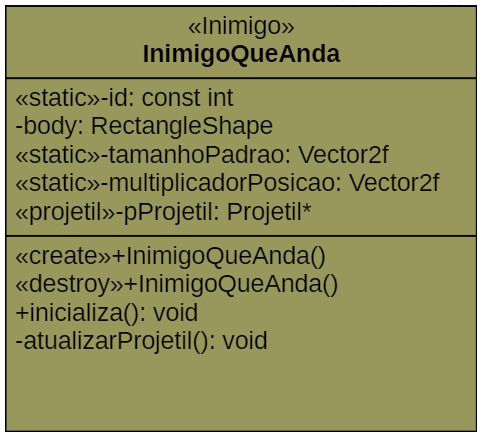 «Inimigo»
InimigoQueAnda
«static»-id: const int
-body: RectangleShape
«static»-tamanhoPadrao: Vector2f
«static»-multiplicadorPosicao: Vector2f
«projetil»-pProjetil: Projetil*
«create»+InimigoQueAnda()
«destroy»+InimigoQueAnda()
+inicializa(): void
-atualizarProjetil(): void